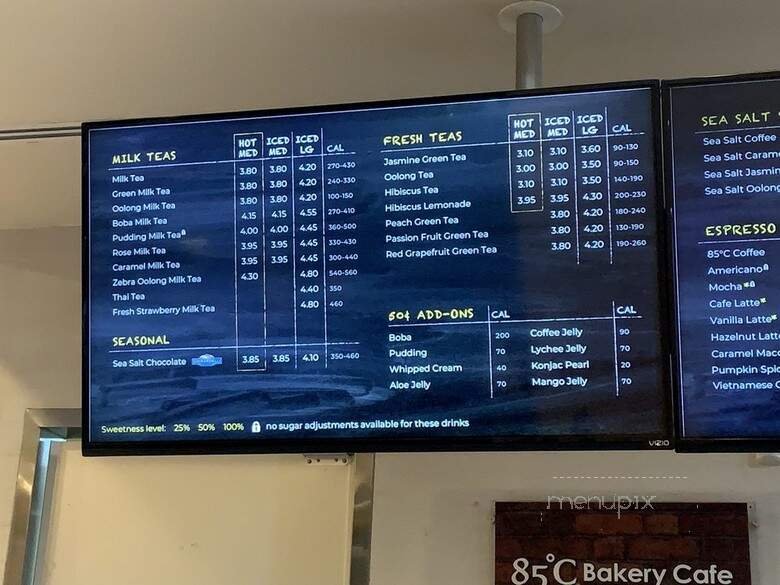 MILK TEAS HOT MED ICED MED ICED LG CAL
Milk Tea 3.80 3.80 4.20 270-430
Green Milk Tea 3.80 3.80 4.20 240-330
Oolong Milk Tea 3.80 3.80 4.20 100-150
Boba Milk Tea 4.15 4.15 4.55 270-410
Pudding Milk Tea 4.00 4.00 4.45 360-500
Rose Milk Tea 3.95 3.95 4.45 330-430
Caramel Milk Tea 3.95 3.95 4.45 300-430
Zebra Oolong Milk Tea 4.30 4.80 540-560
Thai Tea 4.40 350
Fresh Strawberry Milk Tea 4.80 460
SEASONAL
Sea Salt Chocolate 3.85 3.85 4.10 350-460
FRESH TEAS HOT MED ICED MED ICED LG CAL
Jasmine Green Tea 3.10 3.10 3.60 90-130
Oolong Tea 3.00 3.00 3.50 90-150
Hibiscus Tea 3.10 3.10 3.50 140-190
Hibiscus Lemonade 3.95 3.95 4.30 200-230
Peach Green Tea 3.80 4.20 180-240
Passion Fruit Green Tea 3.80 4.20 130-190
Red Grapefruit Green Tea 3.80 4.20 190-260
50¢ ADD-ONS CAL CAL
Boba 200 Coffee Jelly 90
Pudding 70 Lychee Jelly 70
Whipped Cream 40 Konjac Pearl 20
Aloe Jelly 70 Mango Jelly 70
Sweetness level: 25% 50% 100% no sugar adjustments available for these drinks
VIZIO
SEA SALT
Sea Salt Coffee
Sea Salt Caram
Sea Salt Jasmin
Sea Salt Oolong
ESPRESSO
85°C Coffee
Americano
Mocha
Cafe Latte
Vanilla Latte
Hazelnut Latt
Caramel Macc
Pumpkin Spic
Vietnamese C
menupix
85°C Bakery Cafe